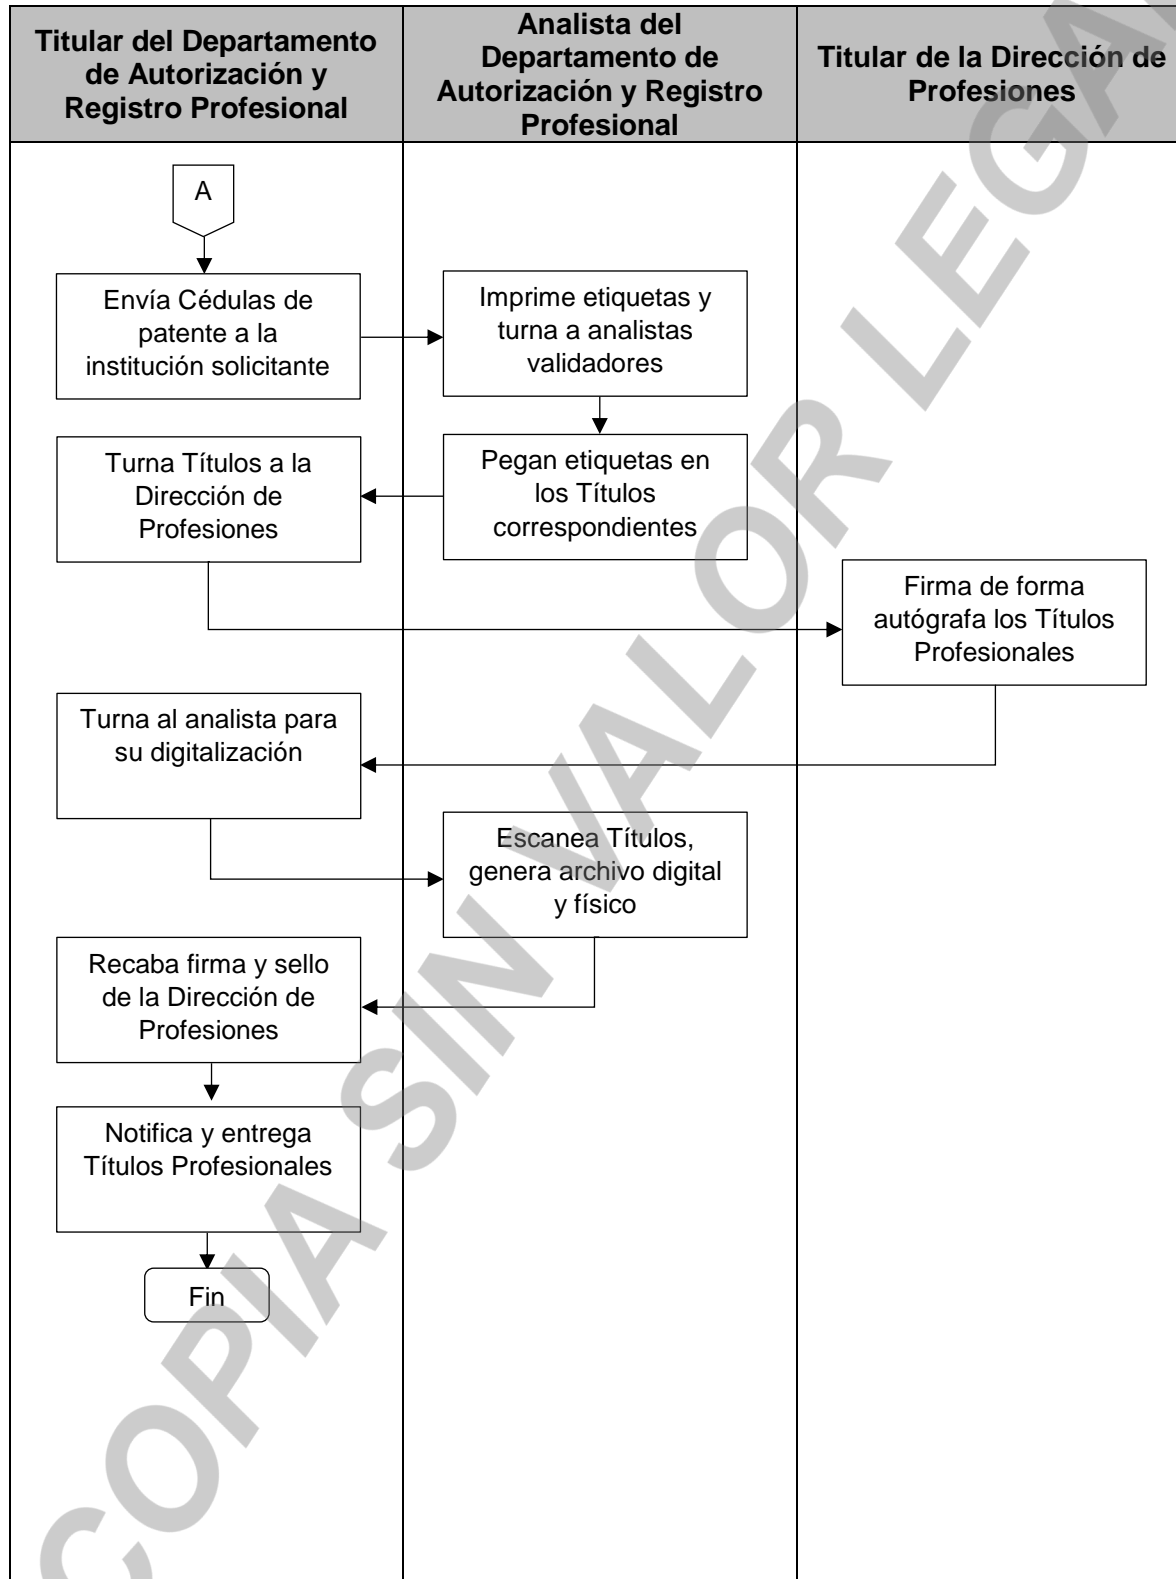 Titular del Departamento
de Autorización y
Registro Profesional
Analista del
Departamento de
Autorización y Registro
Profesional
Titular de la Dirección de
Profesiones
A
Envía Cédulas de
patente a la
institución solicitante
Imprime etiquetas y
turna a analistas
validadores
Turna Títulos a la
Dirección de
Profesiones
Pegan etiquetas en
los Títulos
correspondientes
Firma de forma
autógrafa los Títulos
Profesionales
Turna al analista para
su digitalización
Escanea Títulos,
genera archivo digital
y físico
Recaba firma y sello
de la Dirección de
Profesiones
Notifica y entrega
Títulos Profesionales
Fin
COPIA SIN VALOR LEGAL